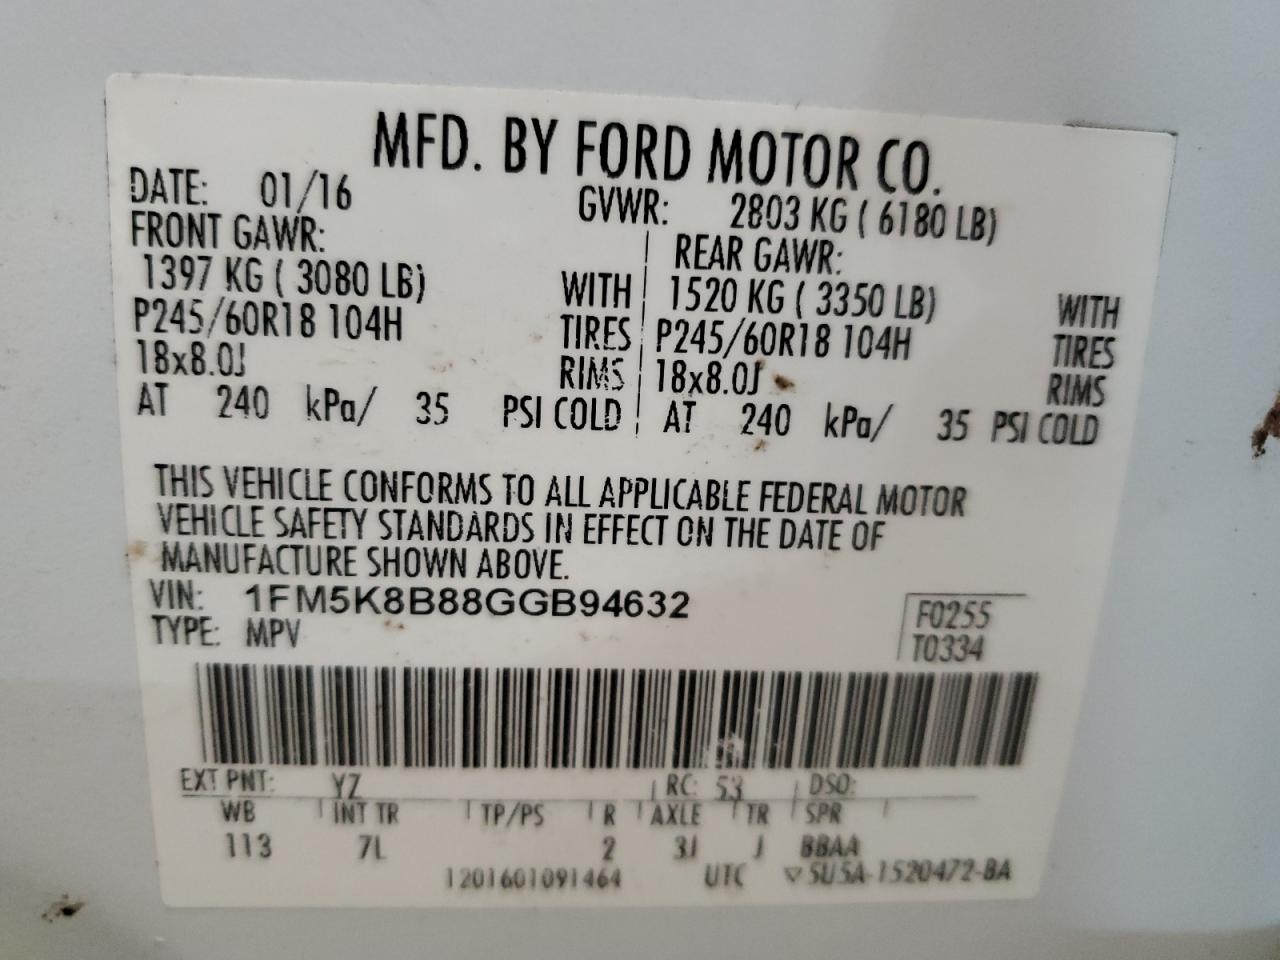 MFD. BY FORD MOTOR CO.
DATE: 01/16 GVWR: 2803 KG ( 6180 LB)
FRONT GAWR: REAR GAWR:
1397 KG ( 3080 LB) WITH 1520 KG ( 3350 LB) WITH
P245/60R18 104H TIRES P245/60R18 104H TIRES
18x8.0J RIMS 18x8.0J RIMS
AT 240 kPa/ 35 PSI COLD AT 240 kPa/ 35 PSI COLD
THIS VEHICLE CONFORMS TO ALL APPLICABLE FEDERAL MOTOR
VEHICLE SAFETY STANDARDS IN EFFECT ON THE DATE OF
MANUFACTURE SHOWN ABOVE.
VIN: 1FM5K8B88GGB94632 F0255
TYPE: MPV T0334
EXT PNT: YZ RC: 53 DSO:
WB INT TR TP/PS R AXLE TR SPR
113 7L 2 3J J BBAA
1201601091464 UTC ▽5U5A-1520472-BA